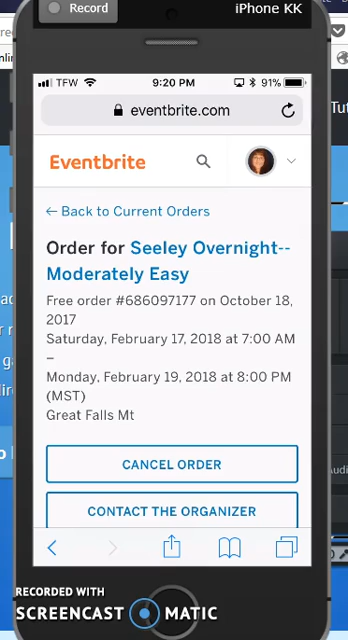 Record
iPhone KK
TFW 9:20 PM 91%
eventbrite.com
Eventbrite
← Back to Current Orders
Order for Seeley Overnight--
Moderately Easy
Free order #686097177 on October 18,
2017
Saturday, February 17, 2018 at 7:00 AM
–
Monday, February 19, 2018 at 8:00 PM
(MST)
Great Falls Mt
CANCEL ORDER
CONTACT THE ORGANIZER
RECORDED WITH
SCREENCAST MATIC